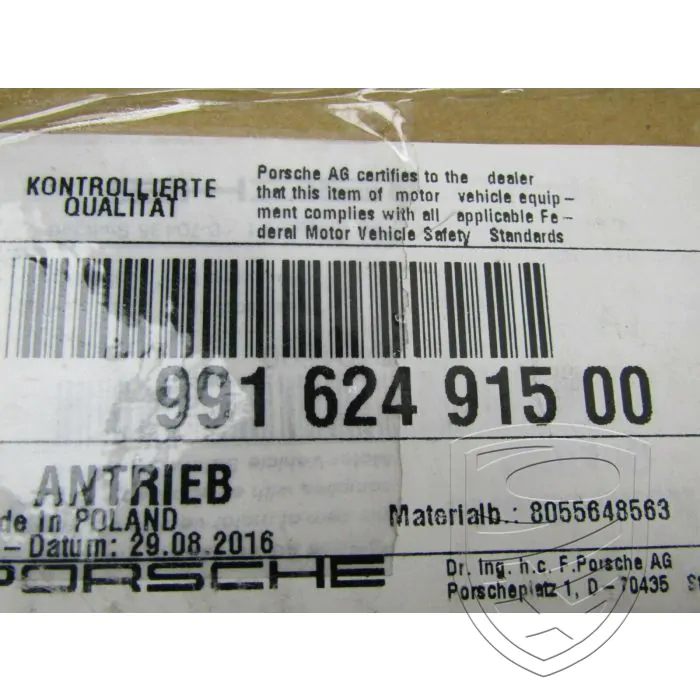 KONTROLLIERTE
QUALITAT
Porsche AG certifies to the dealer
that this item of motor vehicle equip-
ment complies with all applicable Fe-
deral Motor Vehicle Safety Standards
991 624 915 00
ANTRIEB
de in POLAND
Materialb.: 8055648563
-Datum: 29.08.2016
PORSCHE
Dr. Ing. h.c. F.Porsche AG
Porscheplatz 1, D-70435